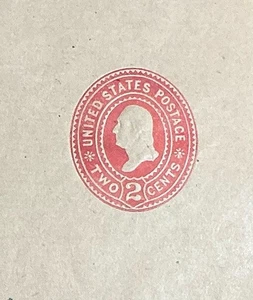 UNITED STATES POSTAGE
* TWO 2 CENTS *